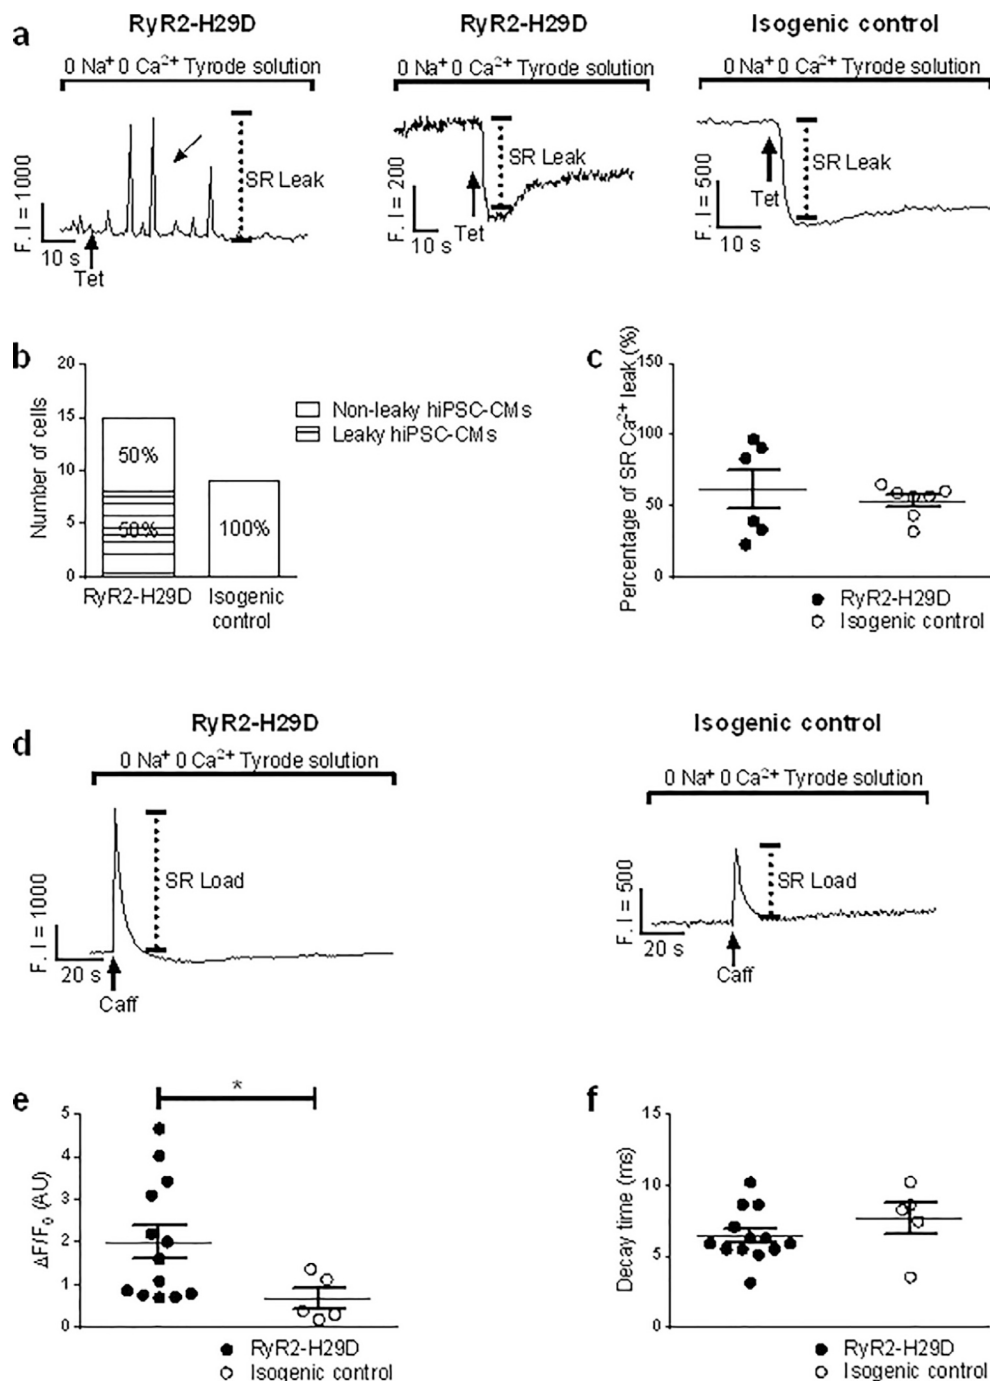 a
RyR2-H29D
RyR2-H29D
Isogenic control
0 Na⁺ 0 Ca²⁺ Tyrode solution
0 Na⁺ 0 Ca²⁺ Tyrode solution
0 Na⁺ 0 Ca²⁺ Tyrode solution
F. I = 1000
10 s
Tet
SR Leak
F. I = 200
10 s
Tet
SR Leak
F. I = 500
10 s
Tet
SR Leak
b
Number of cells
20
15
10
5
0
50%
50%
100%
RyR2-H29D
Isogenic
control
Non-leaky hiPSC-CMs
Leaky hiPSC-CMs
c
Percentage of SR Ca²⁺ leak (%)
150
100
50
0
RyR2-H29D
Isogenic control
d
RyR2-H29D
Isogenic control
0 Na⁺ 0 Ca²⁺ Tyrode solution
0 Na⁺ 0 Ca²⁺ Tyrode solution
F. I = 1000
20 s
Caff
SR Load
F. I = 500
20 s
Caff
SR Load
e
*
ΔF/F₀ (AU)
5
4
3
2
1
0
RyR2-H29D
Isogenic control
f
Decay time (ms)
15
10
5
0
RyR2-H29D
Isogenic control